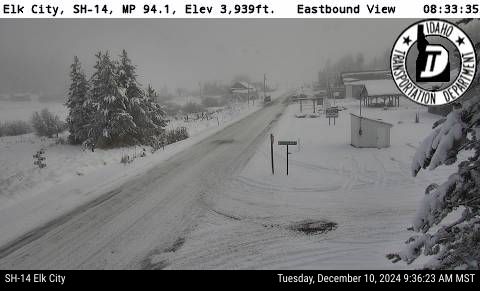 Elk City, SH-14, MP 94.1, Elev 3,939ft. Eastbound View 08:33:35
IDAHO
TRANSPORTATION DEPARTMENT
SH-14 Elk City Tuesday, December 10, 2024 9:36:23 AM MST